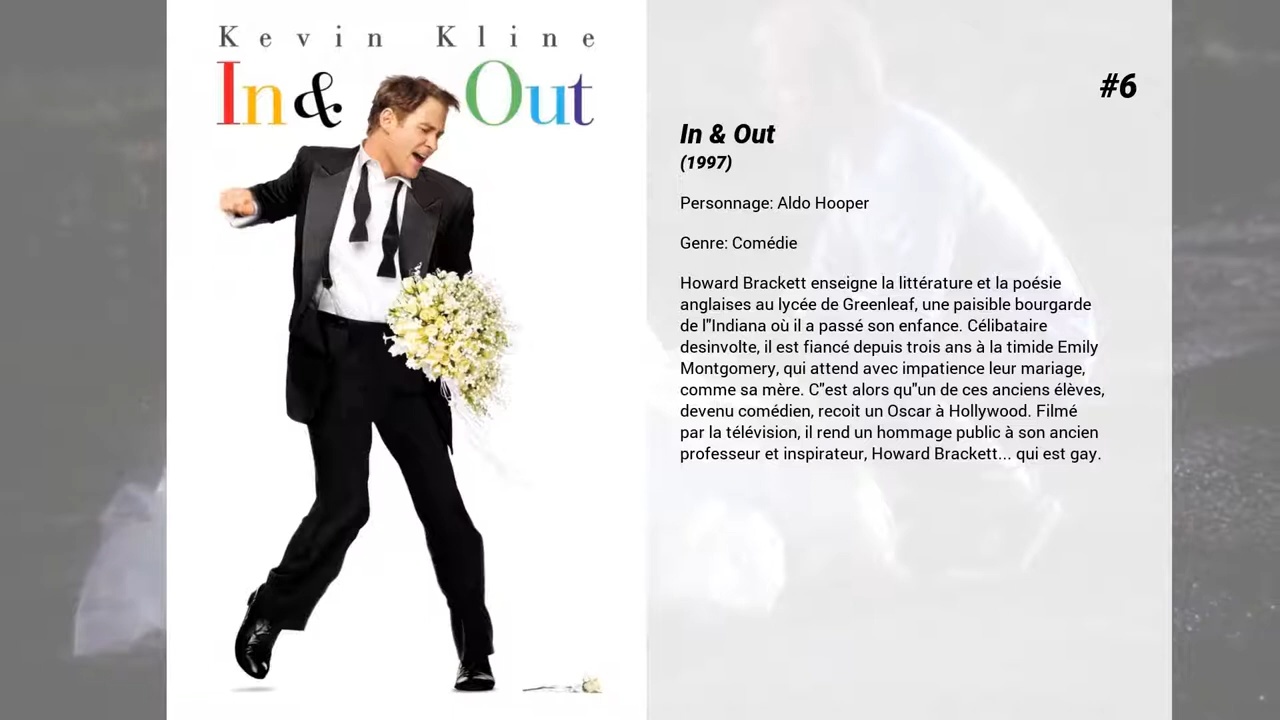 Kevin Kline
In & Out
#6
In & Out
(1997)
Personnage: Aldo Hooper
Genre: Comédie
Howard Brackett enseigne la littérature et la poésie
anglaises au lycée de Greenleaf, une paisible bourgarde
de l"Indiana où il a passé son enfance. Célibataire
desinvolte, il est fiancé depuis trois ans à la timide Emily
Montgomery, qui attend avec impatience leur mariage,
comme sa mère. C"est alors qu"un de ces anciens élèves,
devenu comédien, recoit un Oscar à Hollywood. Filmé
par la télévision, il rend un hommage public à son ancien
professeur et inspirateur, Howard Brackett... qui est gay.